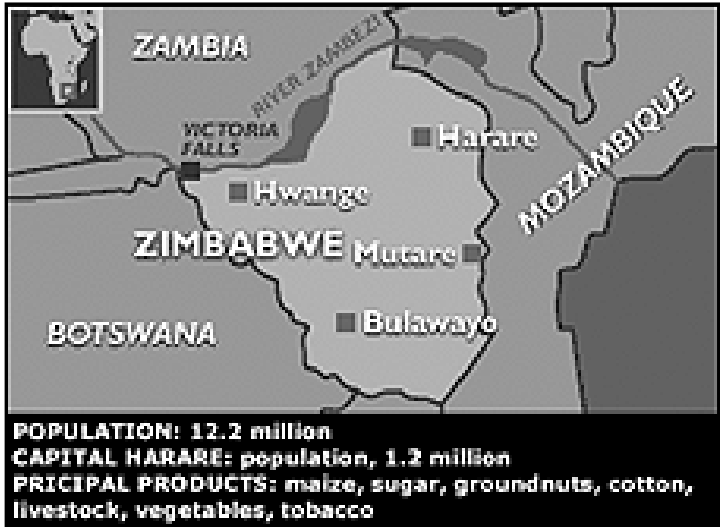 ZAMBIA
RIVER ZAMBEZI
VICTORIA
FALLS
Harare
MOZAMBIQUE
Hwange
ZIMBABWE
Mutare
BOTSWANA
Bulawayo
POPULATION: 12.2 million
CAPITAL HARARE: population, 1.2 million
PRICIPAL PRODUCTS: maize, sugar, groundnuts, cotton,
livestock, vegetables, tobacco